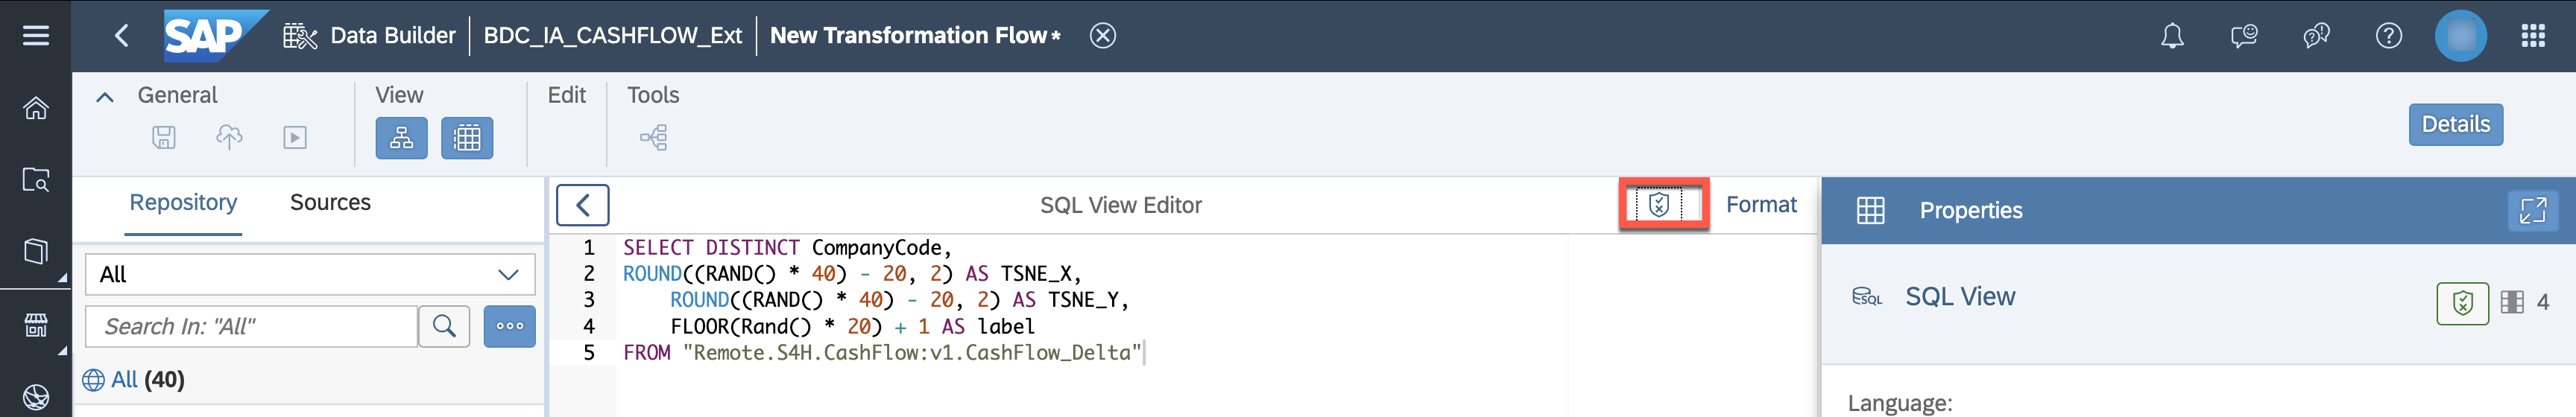 SAP Data Builder BDC_IA_CASHFLOW_Ext New Transformation Flow*
General View Edit Tools
Details
Repository Sources
All
Search In: "All"
All (40)
SQL View Editor Format
1 SELECT DISTINCT CompanyCode,
2 ROUND((RAND() * 40) - 20, 2) AS TSNE_X,
3 ROUND((RAND() * 40) - 20, 2) AS TSNE_Y,
4 FLOOR(Rand() * 20) + 1 AS label
5 FROM "Remote.S4H.CashFlow:v1.CashFlow_Delta"
Properties
SQL SQL View 4
Language: